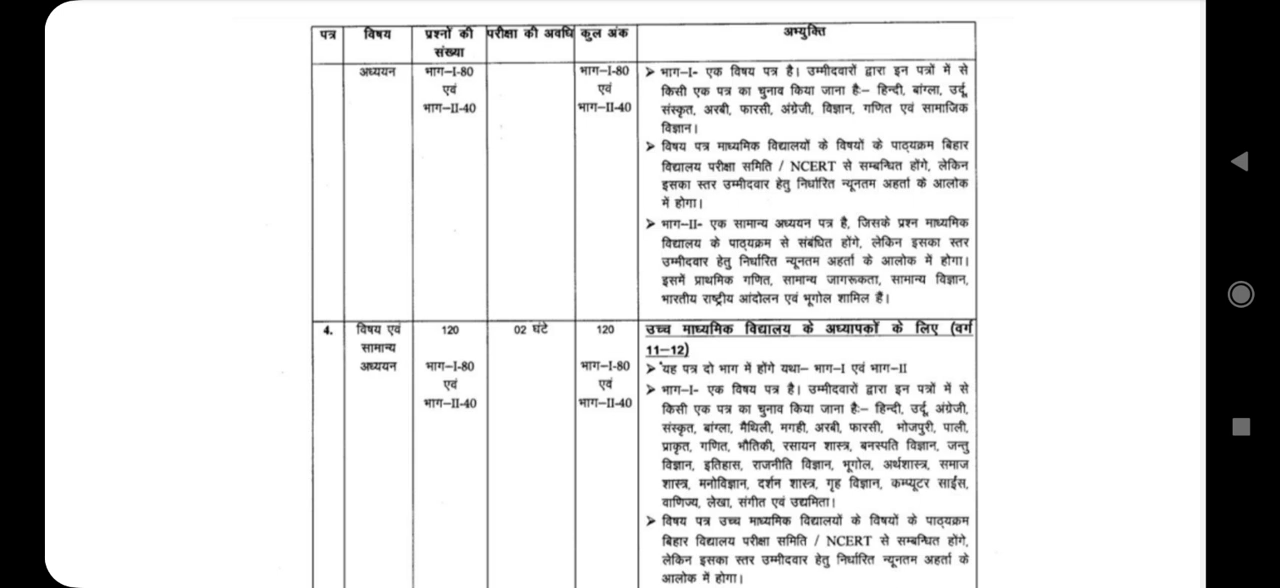 पत्र विषय प्रश्नों की संख्या परीक्षा की अवधि कुल अंक अभ्युक्ति
अध्ययन
भाग–I-80
एवं
भाग–II-40
भाग–I-80
एवं
भाग–II-40
➢ भाग–I- एक विषय पत्र है। उम्मीदवारों द्वारा इन पत्रों में से
किसी एक पत्र का चुनाव किया जाना है:– हिन्दी, बांग्ला, उर्दू,
संस्कृत, अरबी, फारसी, अंग्रेजी, विज्ञान, गणित एवं सामाजिक
विज्ञान।
➢ विषय पत्र माध्यमिक विद्यालयों के विषयों के पाठ्यक्रम बिहार
विद्यालय परीक्षा समिति / NCERT से सम्बन्धित होंगे, लेकिन
इसका स्तर उम्मीदवार हेतु निर्धारित न्यूनतम अहर्ता के आलोक
में होगा।
➢ भाग–II- एक सामान्य अध्ययन पत्र है, जिसके प्रश्न माध्यमिक
विद्यालय के पाठ्यक्रम से संबंधित होंगे, लेकिन इसका स्तर
उम्मीदवार हेतु निर्धारित न्यूनतम अहर्ता के आलोक में होगा।
इसमें प्राथमिक गणित, सामान्य जागरूकता, सामान्य विज्ञान,
भारतीय राष्ट्रीय आंदोलन एवं भूगोल शामिल हैं।
4.
विषय एवं
सामान्य
अध्ययन
120
भाग–I-80
एवं
भाग–II-40
02 घंटे
120
भाग–I-80
एवं
भाग–II-40
उच्च माध्यमिक विद्यालय के अध्यापकों के लिए (वर्ग
11–12)
➢ यह पत्र दो भाग में होंगे यथा– भाग–I एवं भाग–II
➢ भाग–I- एक विषय पत्र है। उम्मीदवारों द्वारा इन पत्रों में से
किसी एक पत्र का चुनाव किया जाना है:– हिन्दी, उर्दू, अंग्रेजी,
संस्कृत, बांग्ला, मैथिली, मगही, अरबी, फारसी, भोजपुरी, पाली,
प्राकृत, गणित, भौतिकी, रसायन शास्त्र, बनस्पति विज्ञान, जन्तु
विज्ञान, इतिहास, राजनीति विज्ञान, भूगोल, अर्थशास्त्र, समाज
शास्त्र, मनोविज्ञान, दर्शन शास्त्र, गृह विज्ञान, कम्प्यूटर साईंस,
वाणिज्य, लेखा, संगीत एवं उद्यमिता।
➢ विषय पत्र उच्च माध्यमिक विद्यालयों के विषयों के पाठ्यक्रम
बिहार विद्यालय परीक्षा समिति / NCERT से सम्बन्धित होंगे,
लेकिन इसका स्तर उम्मीदवार हेतु निर्धारित न्यूनतम अहर्ता के
आलोक में होगा।